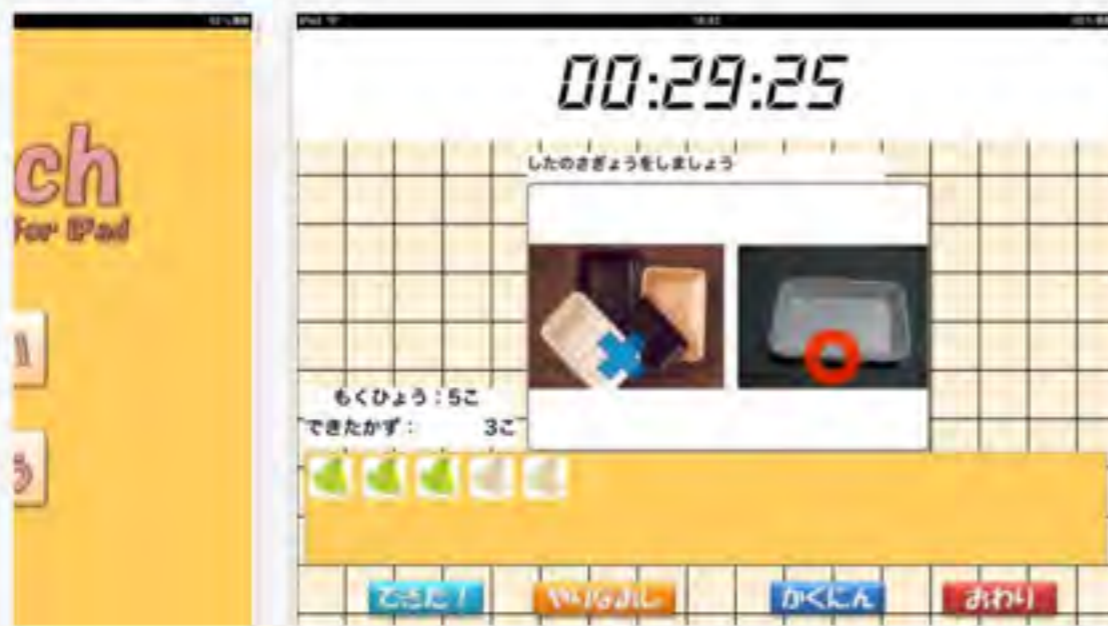 ch
For iPad
iPad
00:29:25
したのさぎょうをしましょう
もくひょう：5こ
できたかず： 3こ
できた！
やりなおし
かくにん
おわり